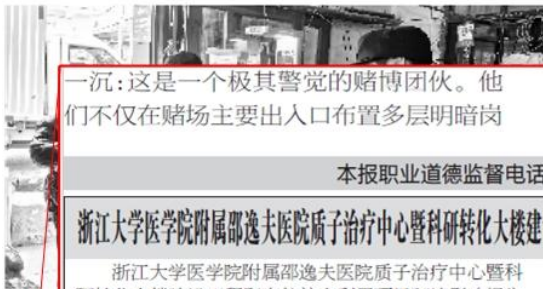 一沉：这是一个极其警觉的赌博团伙。他
们不仅在赌场主要出入口布置多层明暗岗
本报职业道德监督电话
浙江大学医学院附属邵逸夫医院质子治疗中心暨科研转化大楼建
浙江大学医学院附属邵逸夫医院质子治疗中心暨科